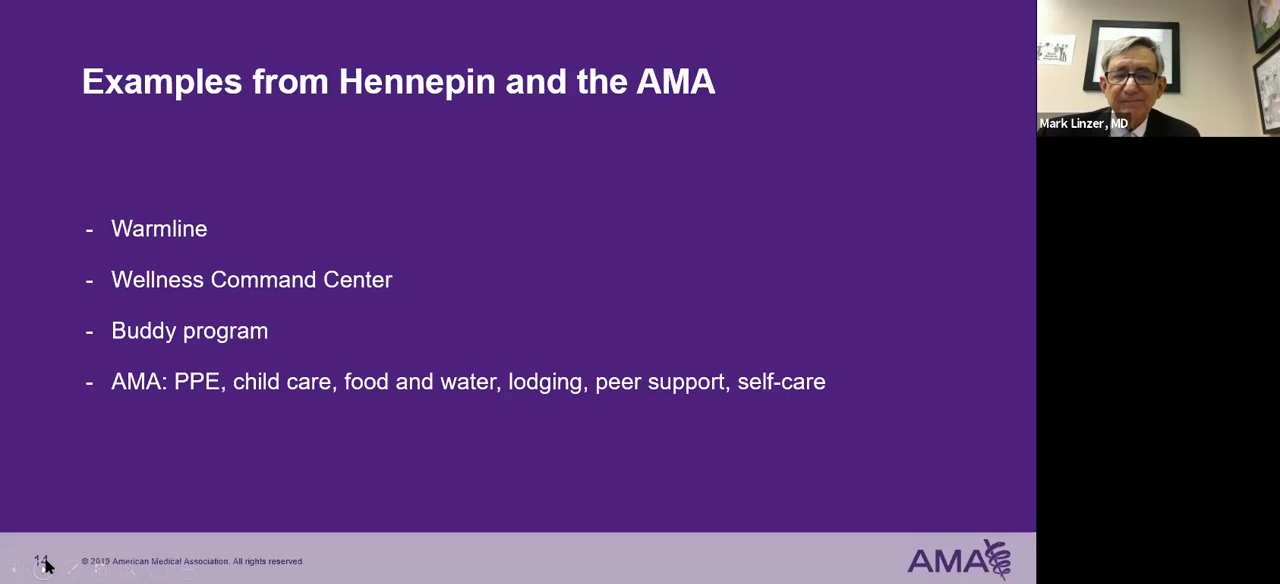 Examples from Hennepin and the AMA
Mark Linzer, MD
- Warmline
- Wellness Command Center
- Buddy program
- AMA: PPE, child care, food and water, lodging, peer support, self-care
14
© 2019 American Medical Association. All rights reserved.
AMA